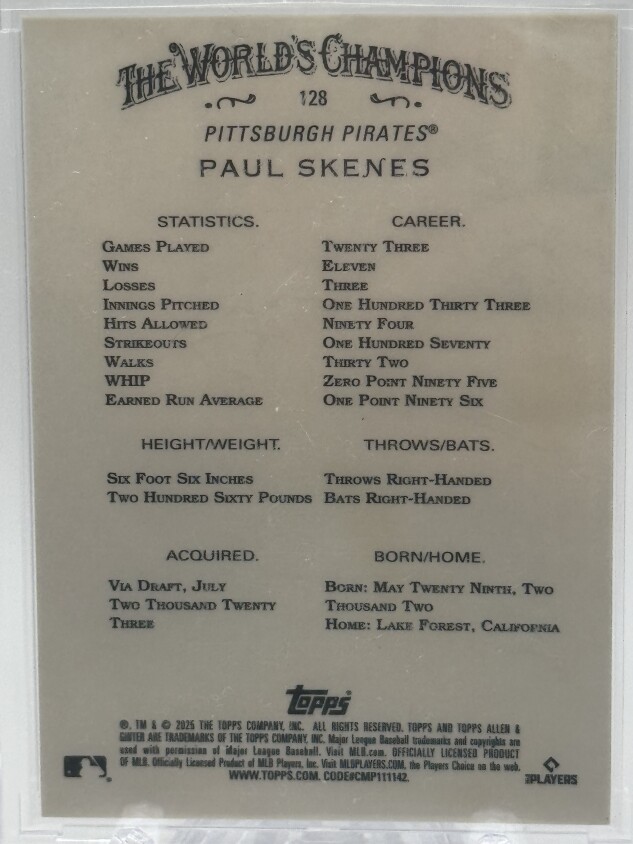 THE WORLD'S CHAMPIONS
128
PITTSBURGH PIRATES®
PAUL SKENES
STATISTICS. CAREER.
GAMES PLAYED TWENTY THREE
WINS ELEVEN
LOSSES THREE
INNINGS PITCHED ONE HUNDRED THIRTY THREE
HITS ALLOWED NINETY FOUR
STRIKEOUTS ONE HUNDRED SEVENTY
WALKS THIRTY TWO
WHIP ZERO POINT NINETY FIVE
EARNED RUN AVERAGE ONE POINT NINETY SIX
HEIGHT/WEIGHT. THROWS/BATS.
SIX FOOT SIX INCHES THROWS RIGHT-HANDED
TWO HUNDRED SIXTY POUNDS BATS RIGHT-HANDED
ACQUIRED. BORN/HOME.
VIA DRAFT, JULY BORN: MAY TWENTY NINTH, TWO
TWO THOUSAND TWENTY THOUSAND TWO
THREE HOME: LAKE FOREST, CALIFORNIA
topps
®, TM & © 2025 THE TOPPS COMPANY, INC. ALL RIGHTS RESERVED. TOPPS AND TOPPS ALLEN &
GINTER ARE TRADEMARKS OF THE TOPPS COMPANY, INC. Major League Baseball trademarks and copyrights are
used with permission of Major League Baseball. Visit MLB.com. OFFICIALLY LICENSED PRODUCT
OF MLB. Officially Licensed Product of MLB Players, Inc. Visit MLBPLAYERS.COM, the Players Choice on the web.
WWW.TOPPS.COM. CODE#CMP111142.
PLAYERS